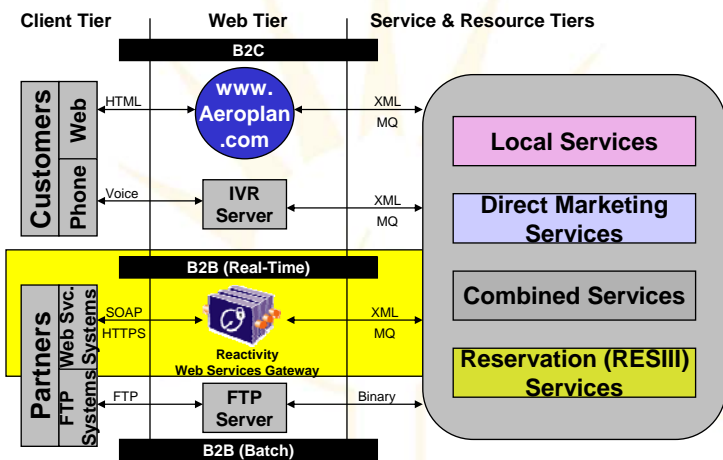 Client Tier
Web Tier
Service & Resource Tiers
B2C
Customers
Web
Phone
HTML
www.
Aeroplan
.com
XML
MQ
Voice
IVR
Server
XML
MQ
Local Services
Direct Marketing
Services
Combined Services
Reservation (RESIII)
Services
B2B (Real-Time)
Partners
Web Svc.
Systems
FTP
Systems
SOAP
HTTPS
Reactivity
Web Services Gateway
XML
MQ
FTP
FTP
Server
Binary
B2B (Batch)